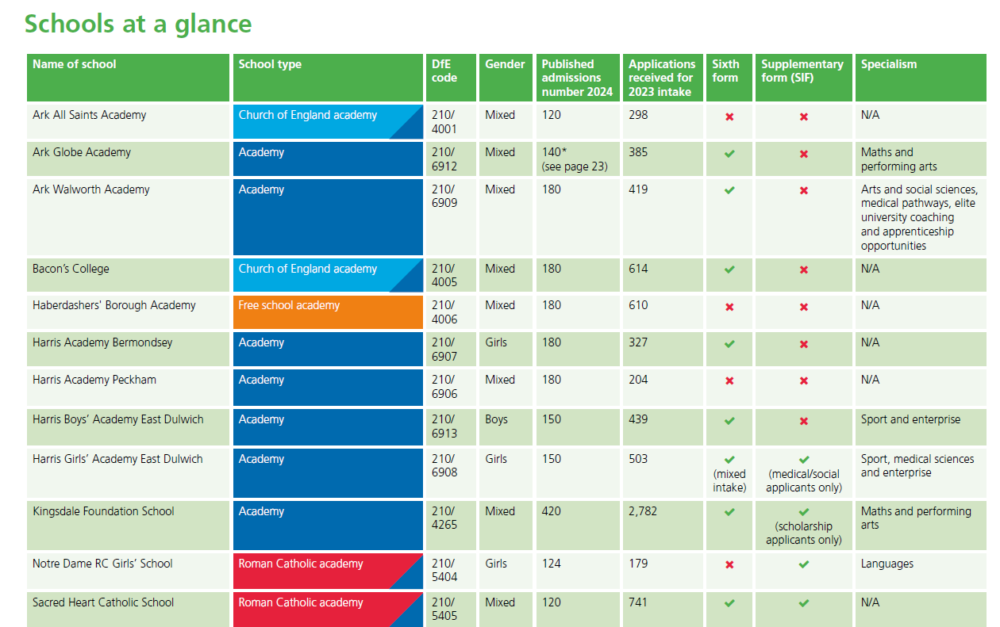 Schools at a glance
Name of school School type DfE code Gender Published admissions number 2024 Applications received for 2023 intake Sixth form Supplementary form (SIF) Specialism
Ark All Saints Academy Church of England academy 210/4001 Mixed 120 298 ✖ ✖ N/A
Ark Globe Academy Academy 210/6912 Mixed 140* (see page 23) 385 ✔ ✖ Maths and performing arts
Ark Walworth Academy Academy 210/6909 Mixed 180 419 ✔ ✖ Arts and social sciences, medical pathways, elite university coaching and apprenticeship opportunities
Bacon’s College Church of England academy 210/4005 Mixed 180 614 ✔ ✖ N/A
Haberdashers’ Borough Academy Free school academy 210/4006 Mixed 180 610 ✖ ✖ N/A
Harris Academy Bermondsey Academy 210/6907 Girls 180 327 ✔ ✖ N/A
Harris Academy Peckham Academy 210/6906 Mixed 180 204 ✖ ✖ N/A
Harris Boys’ Academy East Dulwich Academy 210/6913 Boys 150 439 ✔ ✖ Sport and enterprise
Harris Girls’ Academy East Dulwich Academy 210/6908 Girls 150 503 ✔ (mixed intake) ✔ (medical/social applicants only) Sport, medical sciences and enterprise
Kingsdale Foundation School Academy 210/4265 Mixed 420 2,782 ✔ ✔ (scholarship applicants only) Maths and performing arts
Notre Dame RC Girls’ School Roman Catholic academy 210/5404 Girls 124 179 ✖ ✔ Languages
Sacred Heart Catholic School Roman Catholic academy 210/5405 Mixed 120 741 ✔ ✔ N/A